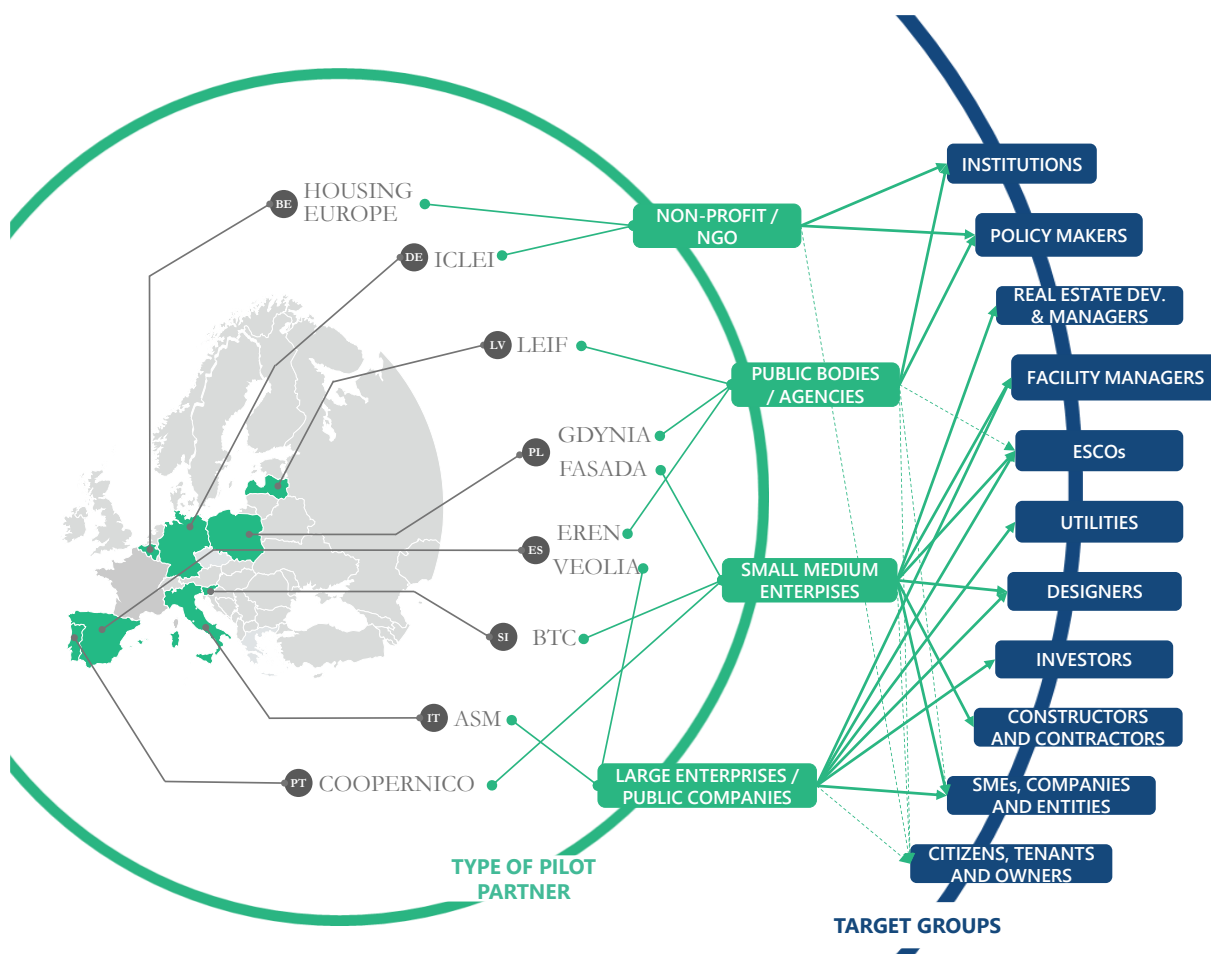 BE
HOUSING
EUROPE
DE
ICLEI
LV
LEIF
PL
GDYNIA
FASADA
ES
EREN
VEOLIA
SI
BTC
IT
ASM
PT
COOPERNICO
NON-PROFIT /
NGO
PUBLIC BODIES
/ AGENCIES
SMALL MEDIUM
ENTERPISES
LARGE ENTERPRISES /
PUBLIC COMPANIES
TYPE OF PILOT
PARTNER
INSTITUTIONS
POLICY MAKERS
REAL ESTATE DEV.
& MANAGERS
FACILITY MANAGERS
ESCOs
UTILITIES
DESIGNERS
INVESTORS
CONSTRUCTORS
AND CONTRACTORS
SMEs, COMPANIES
AND ENTITIES
CITIZENS, TENANTS
AND OWNERS
TARGET GROUPS